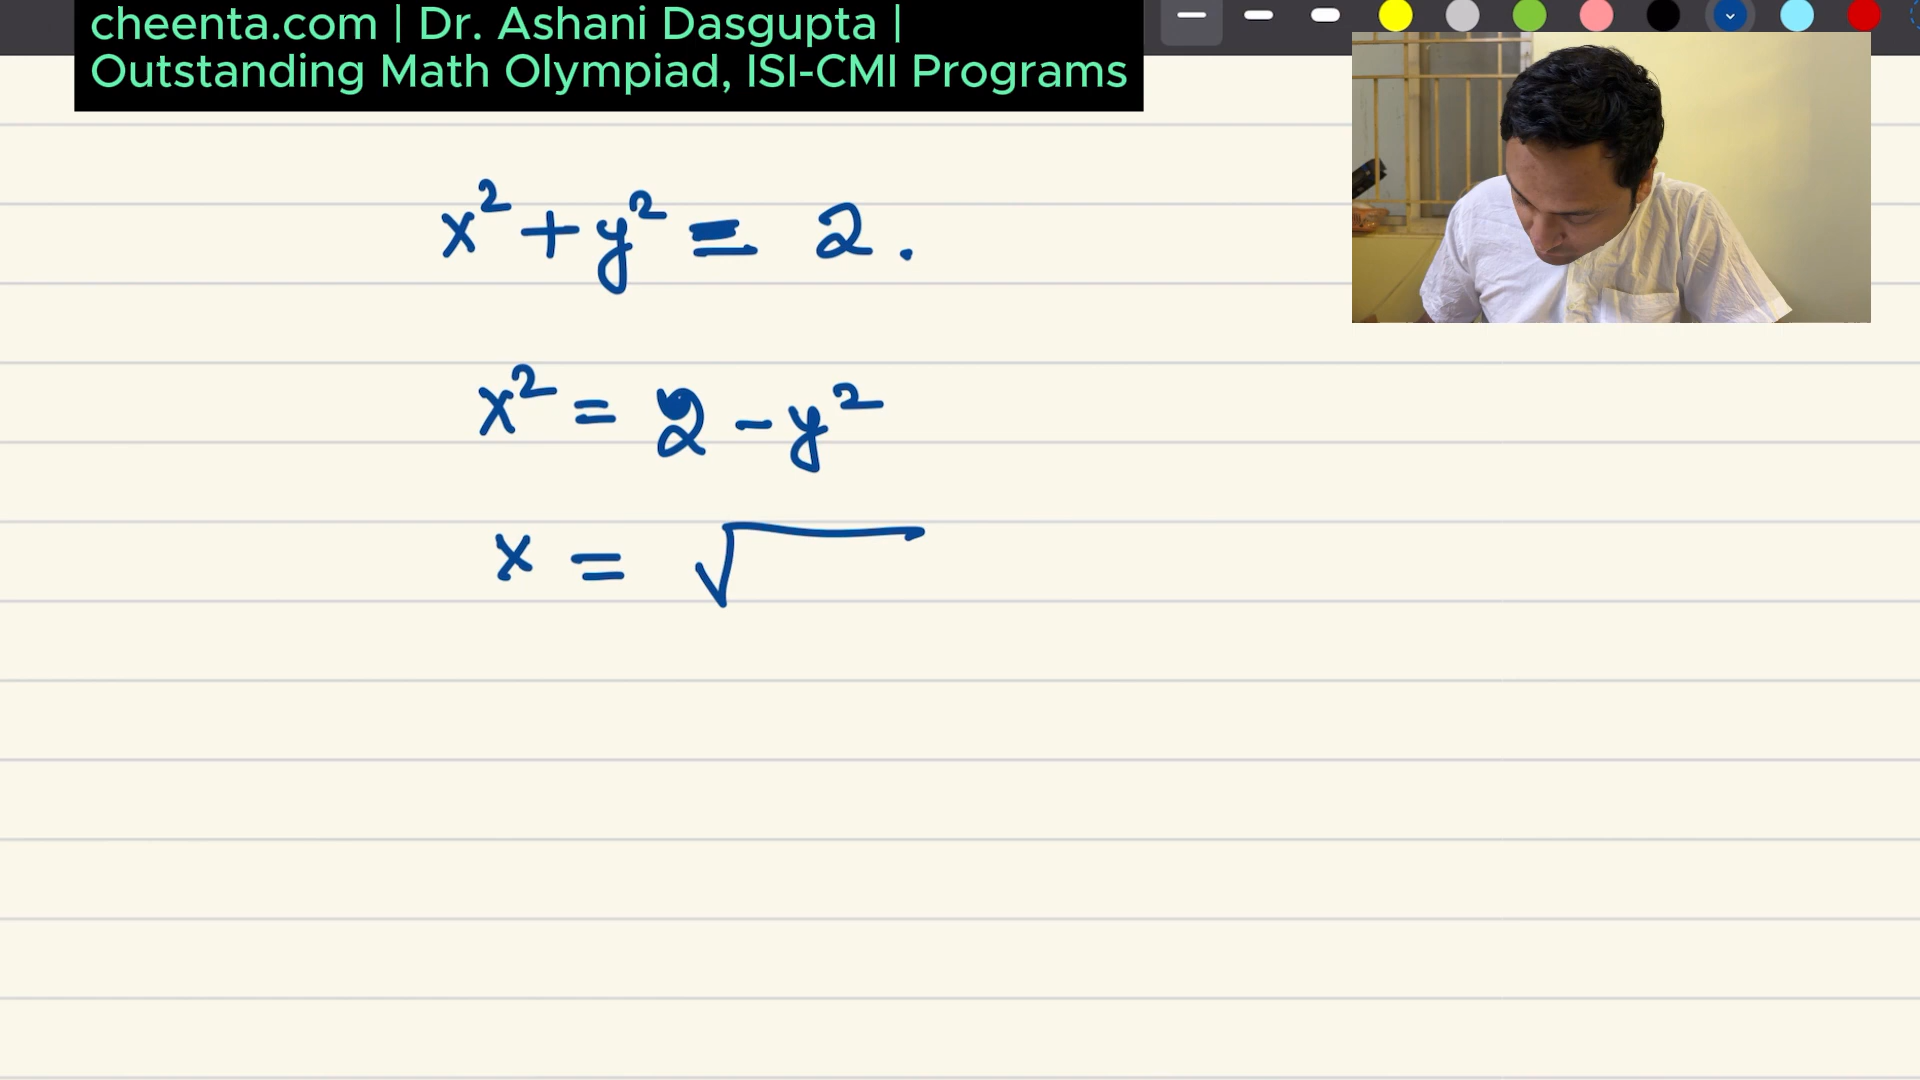 cheenta.com | Dr. Ashani Dasgupta |
Outstanding Math Olympiad, ISI-CMI Programs
x² + y² = 2.
x² = 2 - y²
x = √